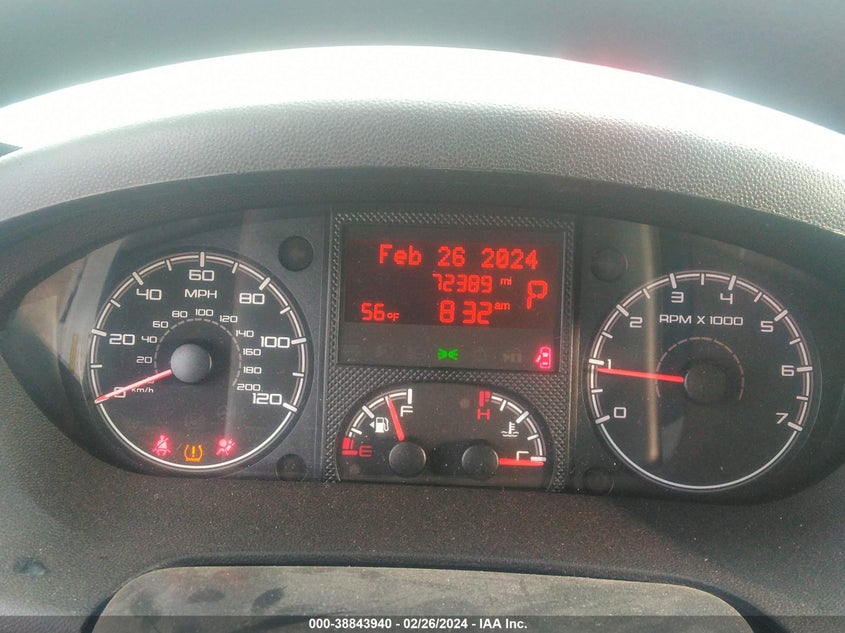 Feb 26 2024
72389 mi
P
56°F
8:32 am
0 20 40 60 80 100 120
MPH
20 40 60 80 100 120 140 160 180 200
km/h
0 1 2 3 4 5 6 7
RPM X 1000
E F
H C
000-38843940 - 02/26/2024 - IAA Inc.